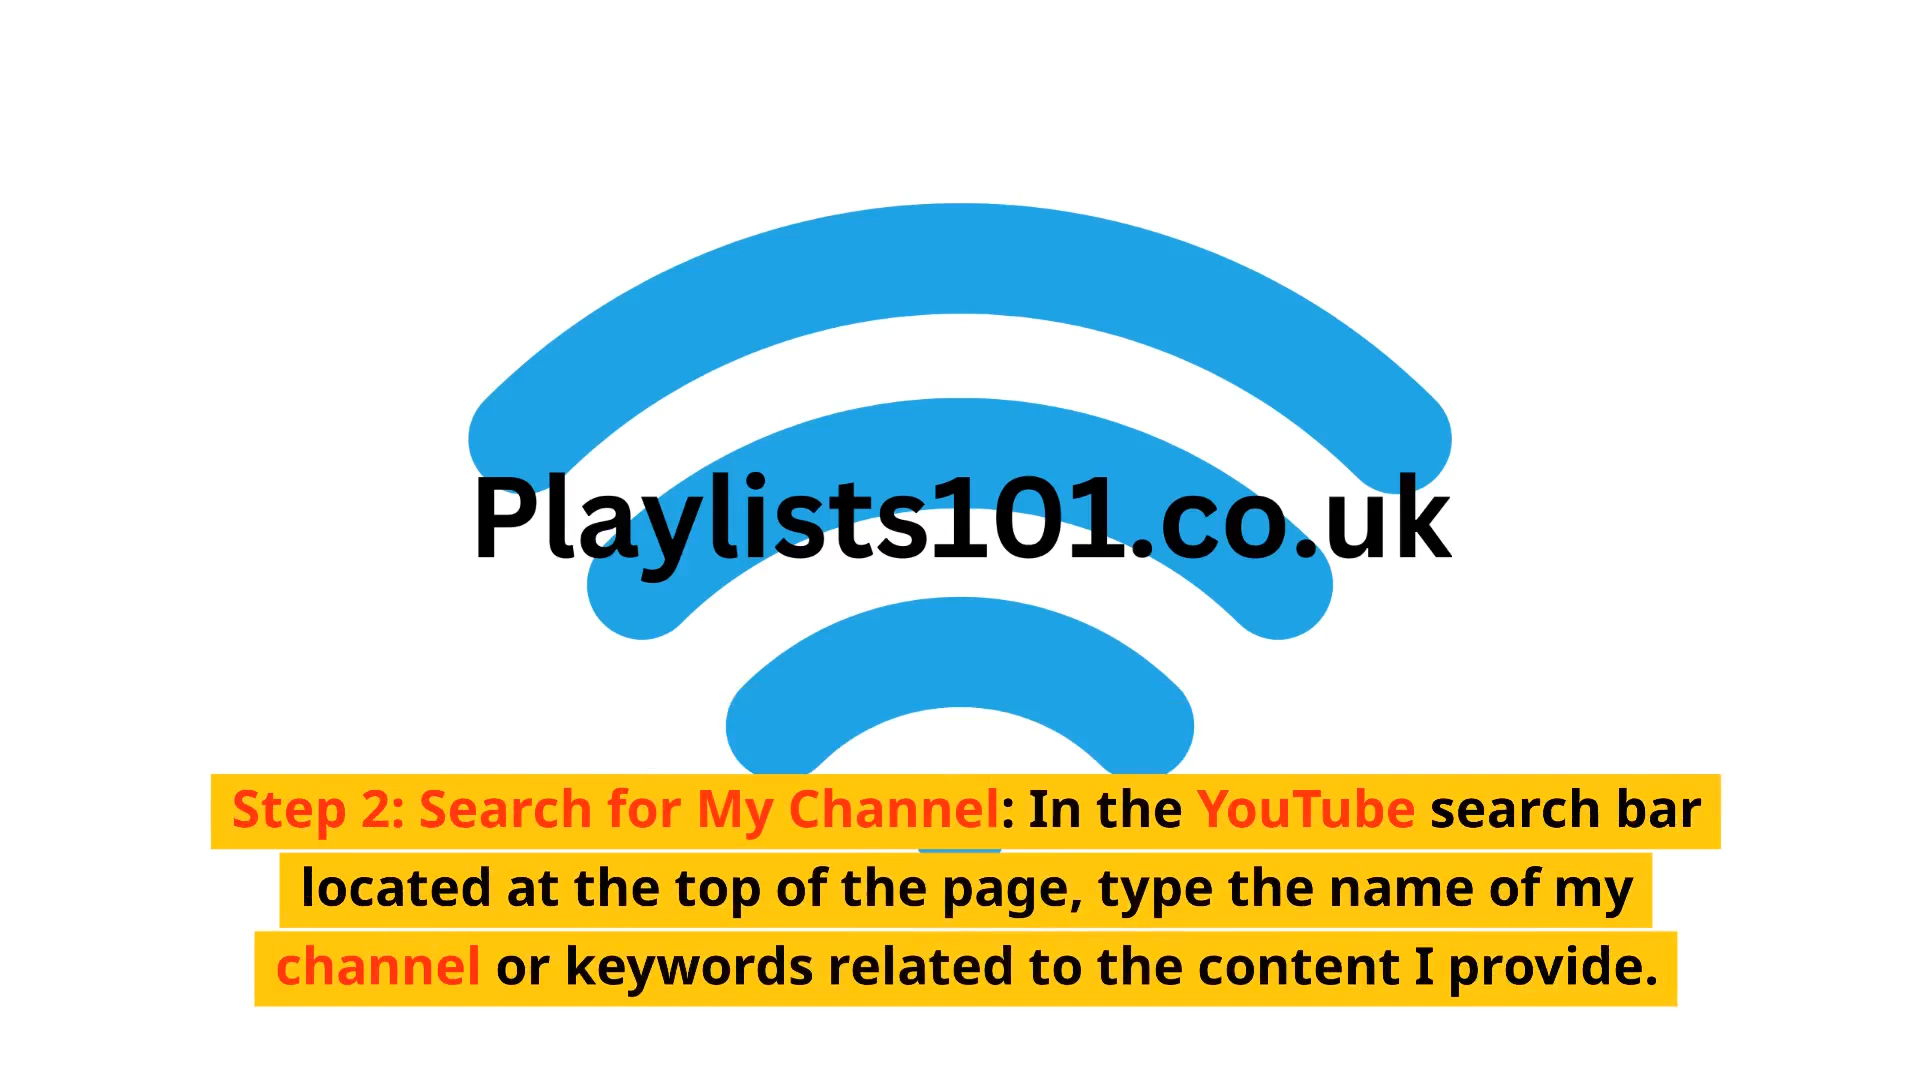 Playlists101.co.uk
Step 2: Search for My Channel: In the YouTube search bar
located at the top of the page, type the name of my
channel or keywords related to the content I provide.